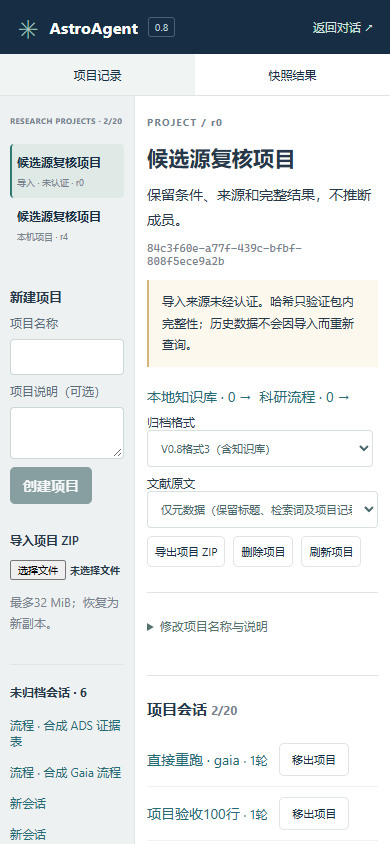 AstroAgent 0.8 返回对话 ↗
项目记录 快照结果
RESEARCH PROJECTS · 2/20
候选源复核项目
导入 · 未认证 · r0
候选源复核项目
本机项目 · r4
新建项目
项目名称
项目说明（可选）
创建项目
导入项目 ZIP
选择文件 未选择文件
最多32 MiB；恢复为
新副本。
未归档会话 · 6
流程 · 合成 ADS 证据
表
流程 · 合成 Gaia 流程
新会话
新会话
PROJECT / r0
候选源复核项目
保留条件、来源和完整结果，不推断
成员。
84c3f60e-a77f-439c-bfbf-
808f5ece9a2b
导入来源未经认证。哈希只验证包内
完整性；历史数据不会因导入而重新
查询。
本地知识库 · 0 → 科研流程 · 0 →
归档格式
V0.8格式3（含知识库）
文献原文
仅元数据（保留标题、检索词及项目记
导出项目 ZIP 删除项目 刷新项目
▶ 修改项目名称与说明
项目会话 2/20
直接重跑 · gaia · 1轮 移出项目
项目验收100行 · 1轮 移出项目